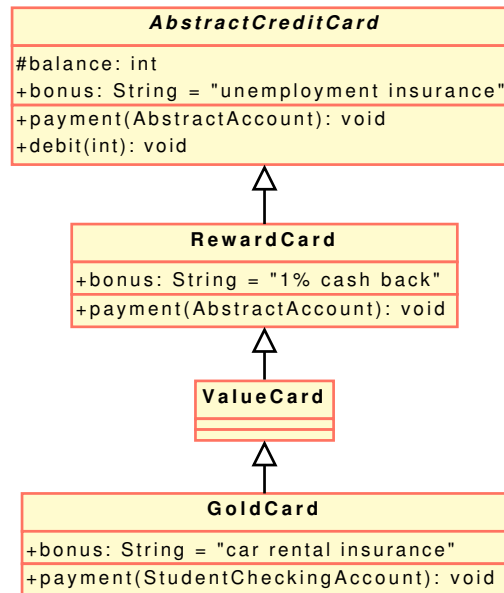 AbstractCreditCard
#balance: int
+bonus: String = "unemployment insurance"
+payment(AbstractAccount): void
+debit(int): void
RewardCard
+bonus: String = "1% cash back"
+payment(AbstractAccount): void
ValueCard
GoldCard
+bonus: String = "car rental insurance"
+payment(StudentCheckingAccount): void